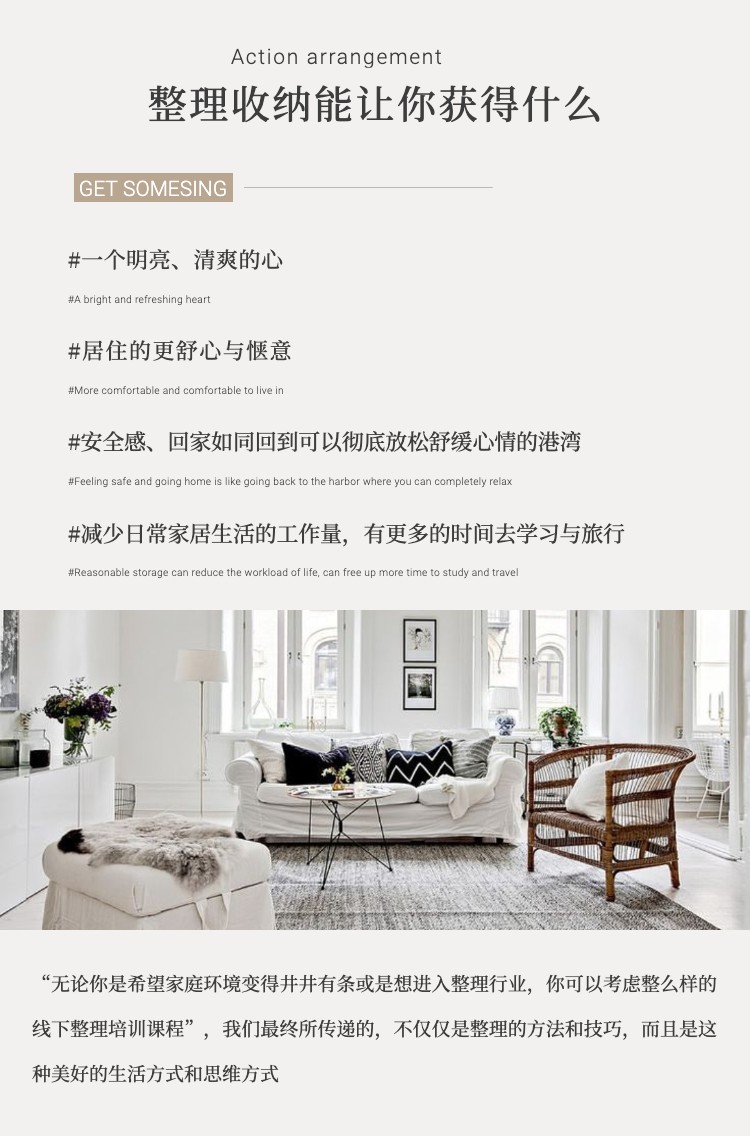 Action arrangement
整理收纳能让你获得什么
GET SOMESING
#一个明亮、清爽的心
#A bright and refreshing heart
#居住的更舒心与惬意
#More comfortable and comfortable to live in
#安全感、回家如同回到可以彻底放松舒缓心情的港湾
#Feeling safe and going home is like going back to the harbor where you can completely relax
#减少日常家居生活的工作量，有更多的时间去学习与旅行
#Reasonable storage can reduce the workload of life, can free up more time to study and travel
“无论你是希望家庭环境变得井井有条或是想进入整理行业，你可以考虑整么样的
线下整理培训课程”，我们最终所传递的，不仅仅是整理的方法和技巧，而且是这
种美好的生活方式和思维方式